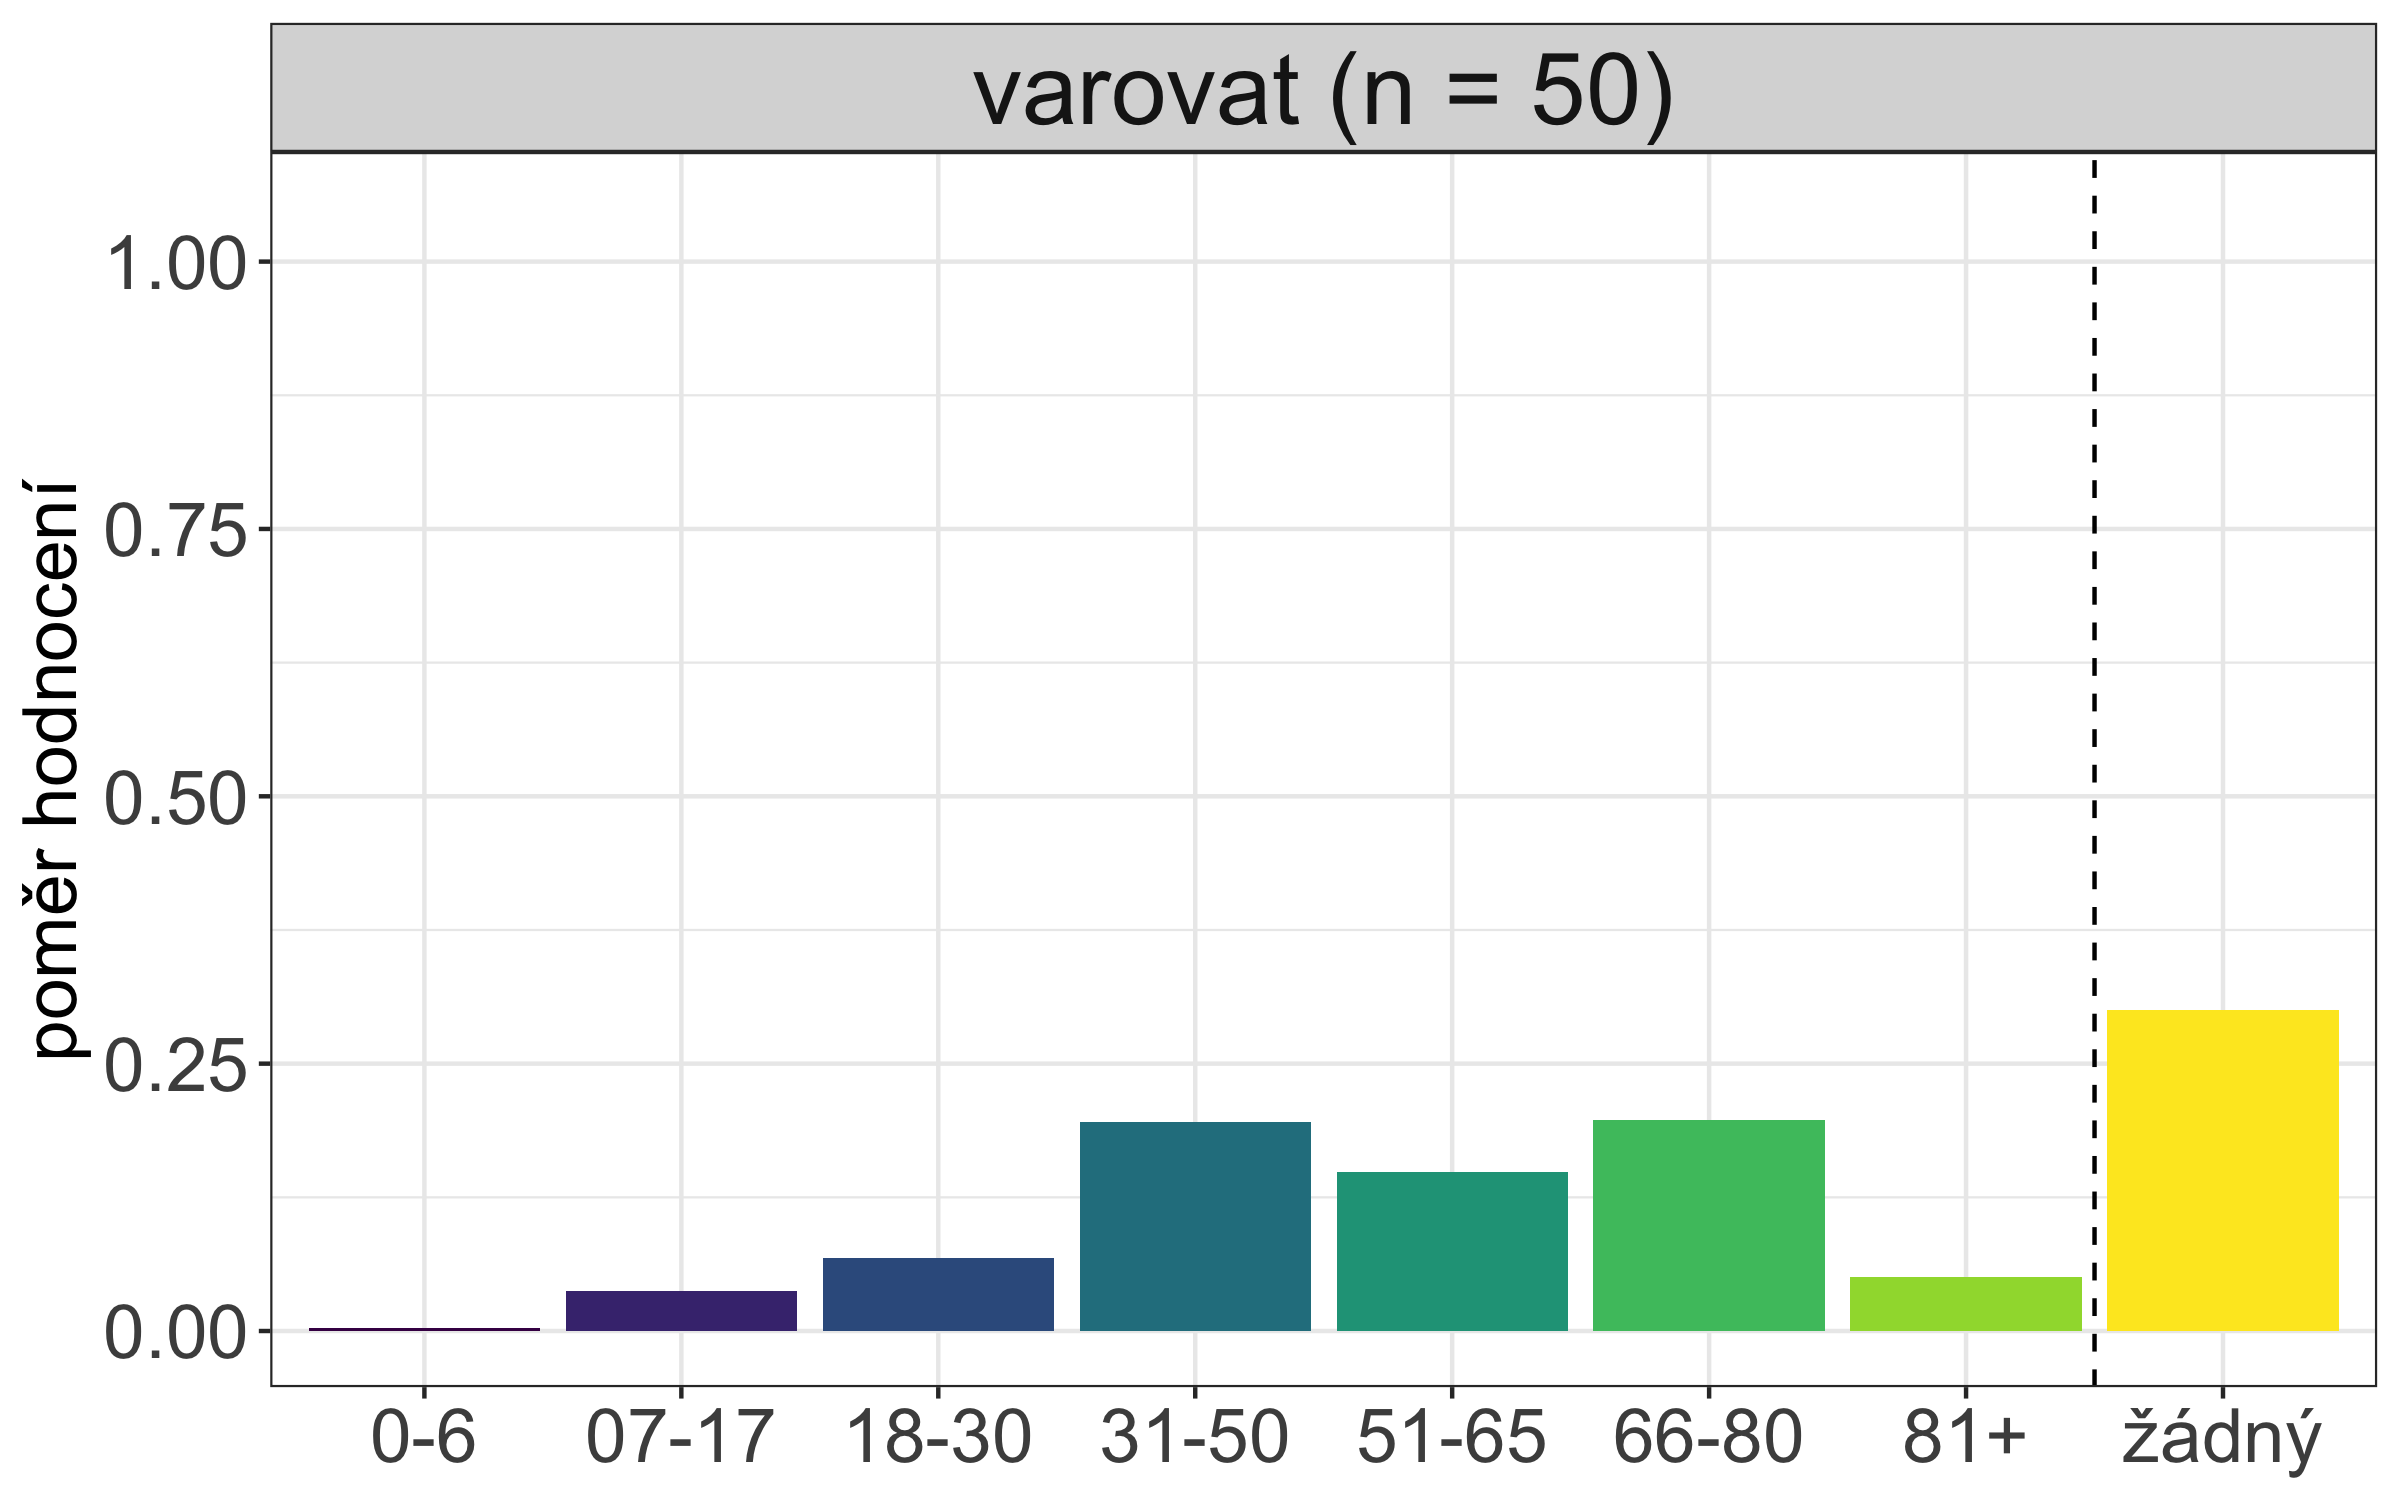 varovat (n = 50)
poměr hodnocení
1.00
0.75
0.50
0.25
0.00
0-6 07-17 18-30 31-50 51-65 66-80 81+ žádný